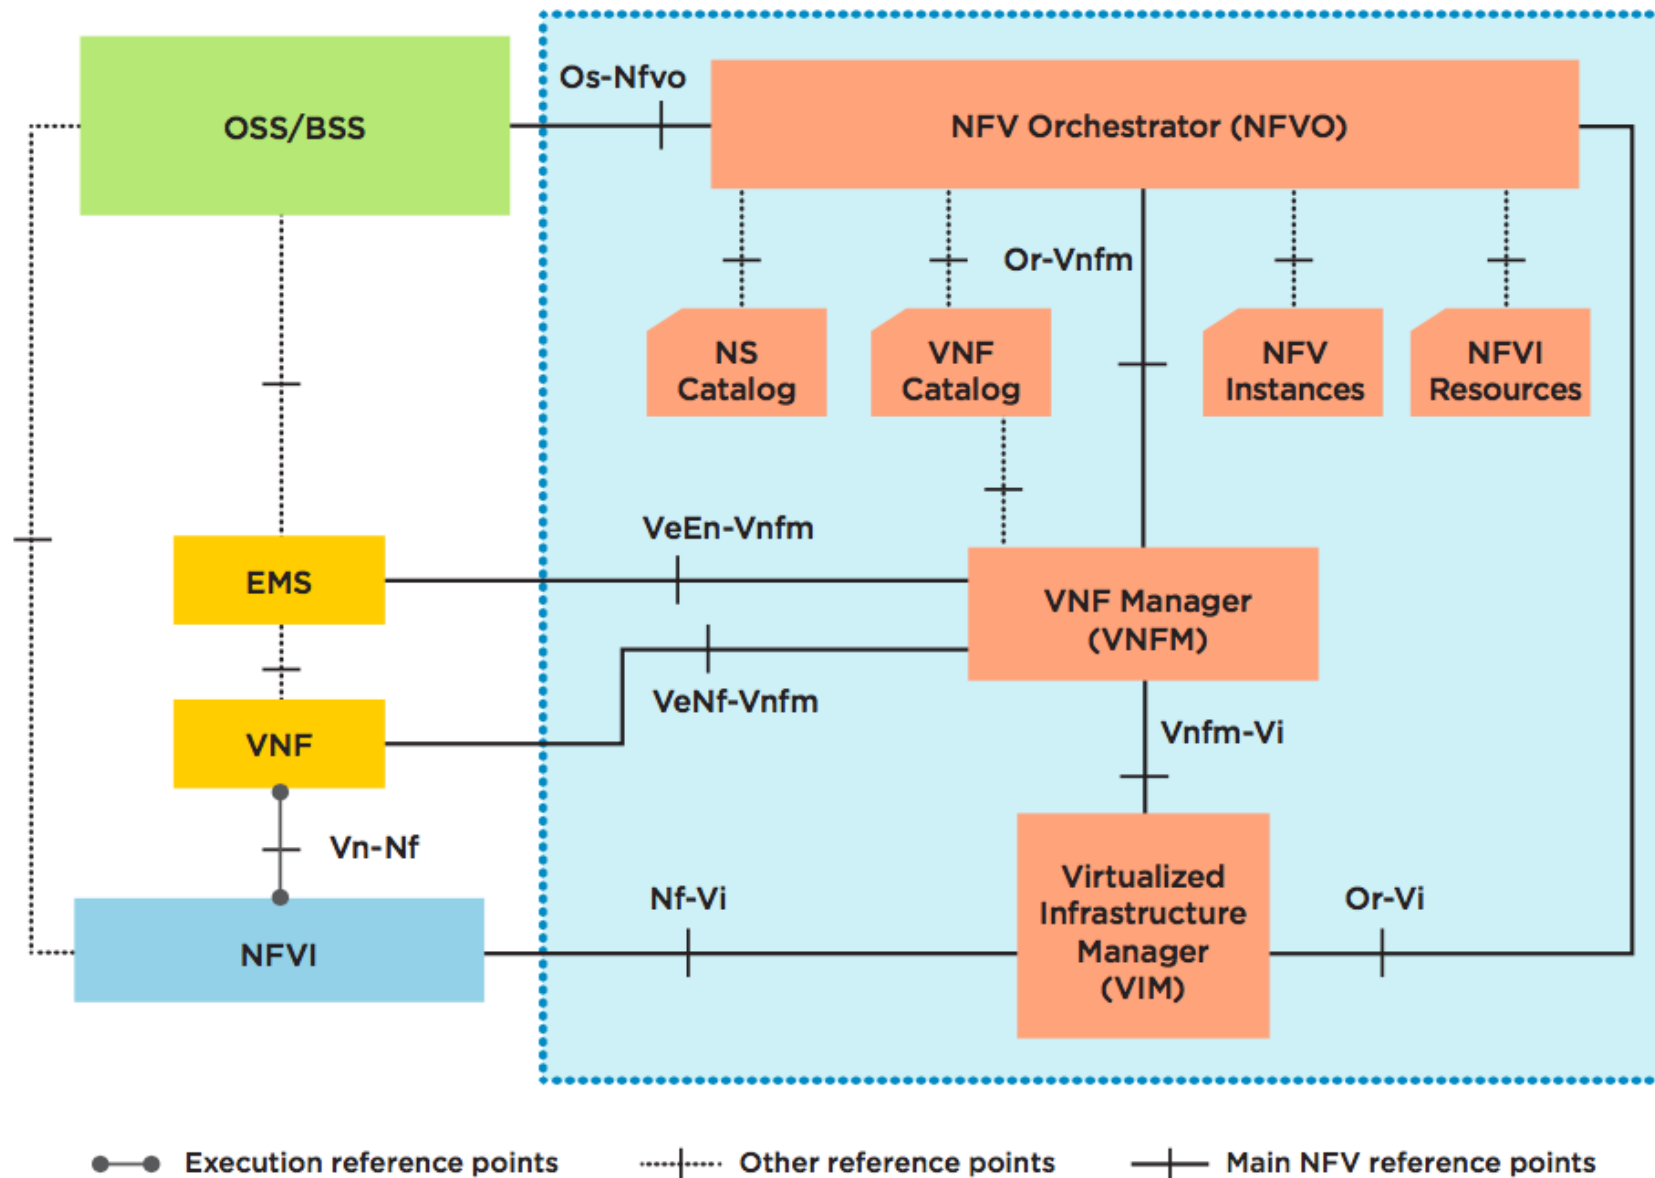 Os-Nfvo
OSS/BSS
NFV Orchestrator (NFVO)
Or-Vnfm
NS
Catalog
VNF
Catalog
NFV
Instances
NFVI
Resources
VeEn-Vnfm
EMS
VNF Manager
(VNFM)
VeNf-Vnfm
VNF
Vnfm-Vi
Vn-Nf
Nf-Vi
Virtualized
Infrastructure
Manager
(VIM)
Or-Vi
NFVI
Execution reference points
Other reference points
Main NFV reference points